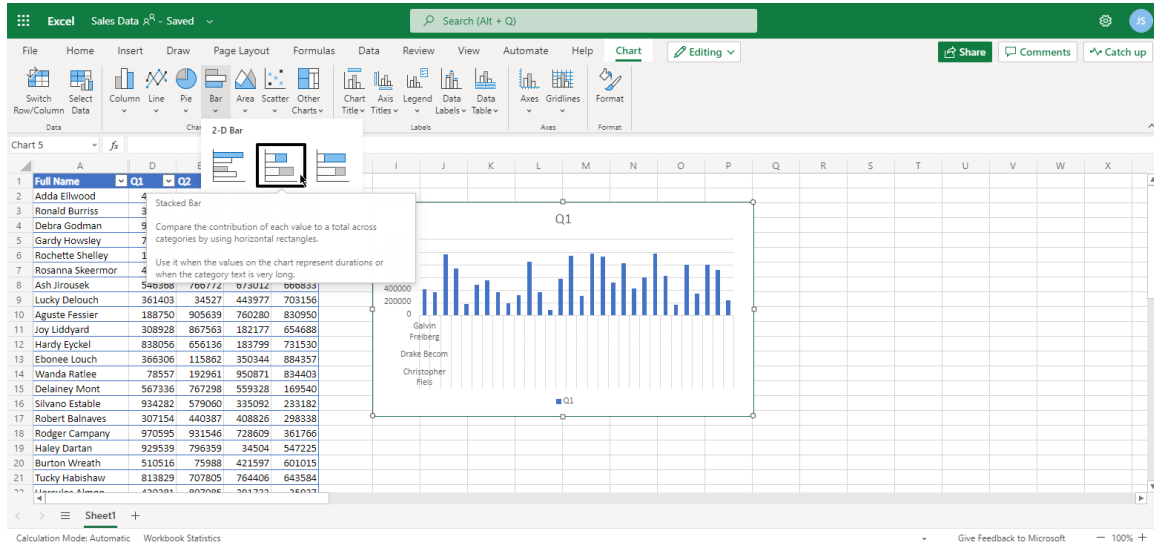 Excel Sales Data - Saved
Search (Alt + Q)
JS
File Home Insert Draw Page Layout Formulas Data Review View Automate Help Chart Editing
Share Comments Catch up
Switch Row/Column Select Data Column Line Pie Bar Area Scatter Other Charts Chart Title Axis Titles Legend Data Labels Data Table Axes Gridlines Format
Data Labels Axes Format
2-D Bar
Chart 5 fx
A D I J K L M N O P Q R S T U V W X
1 Full Name Q1 Q2
2 Adda Ellwood
3 Ronald Burriss
4 Debra Godman
5 Gardy Howsley
6 Rochette Shelley
7 Rosanna Skeermor
Stacked Bar
Compare the contribution of each value to a total across
categories by using horizontal rectangles.
Use it when the values on the chart represent durations or
when the category text is very long.
8 Ash Jirousek 546368 766772 673012 666833
9 Lucky Delouch 361403 34527 443977 703156
10 Aguste Fessier 188750 905639 760280 830950
11 Joy Liddyard 308928 867563 182177 654688
12 Hardy Eyckel 838056 656136 183799 731530
13 Ebonee Louch 366306 115862 350344 884357
14 Wanda Ratlee 78557 192961 950871 834403
15 Delainey Mont 567336 767298 559328 169540
16 Silvano Estable 934282 579060 335092 233182
17 Robert Balnaves 307154 440387 408826 298338
18 Rodger Campany 970595 931546 728609 361766
19 Haley Dartan 929539 796359 34504 547225
20 Burton Wreath 510516 75988 421597 601015
21 Tucky Habishaw 813829 707805 764406 643584
Q1
400000
200000
0
Galvin
Freiberg
Drake Becom
Christopher
Fleis
Q1
Sheet1
Calculation Mode: Automatic Workbook Statistics
Give Feedback to Microsoft 100%